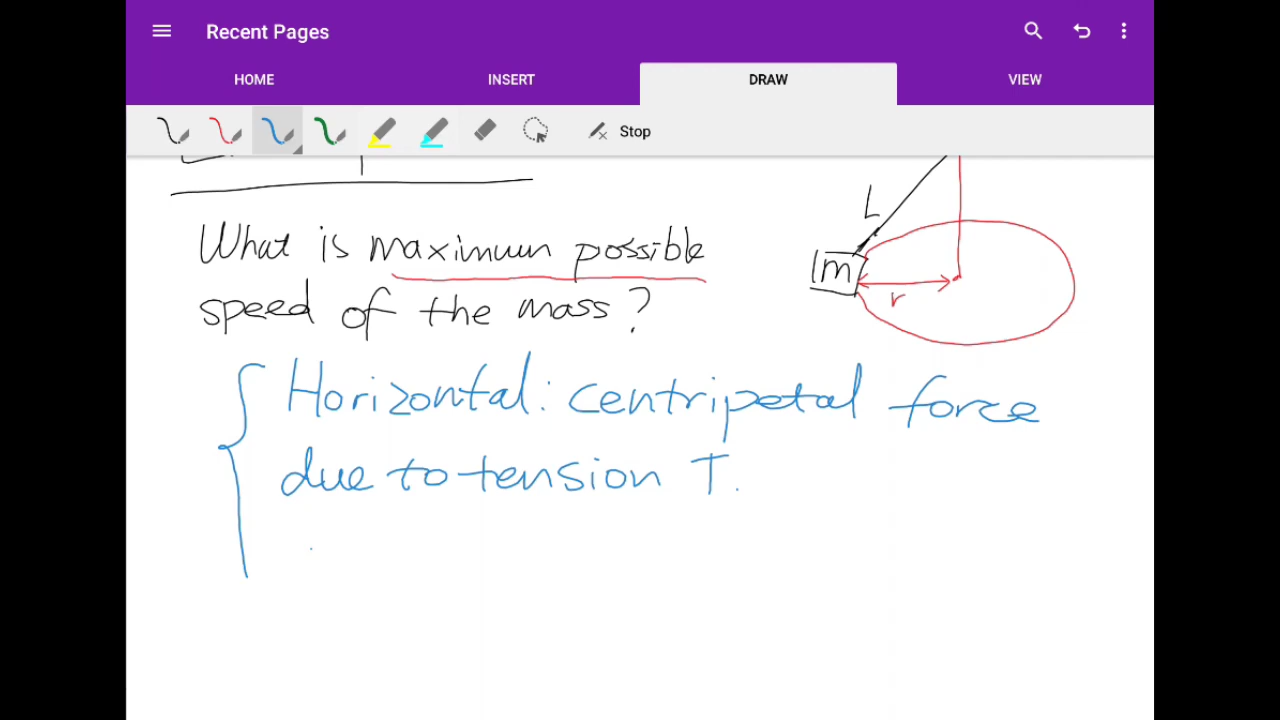 Recent Pages
HOME INSERT DRAW VIEW
Stop
What is maximum possible
speed of the mass?
L
m
r
Horizontal: centripetal force
due to tension T.